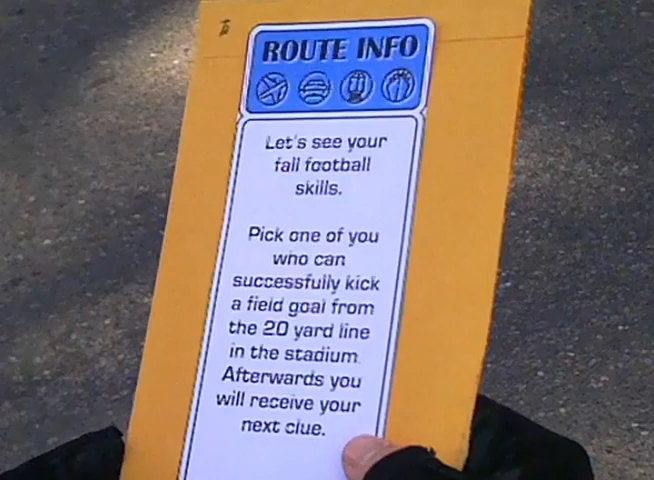 ROUTE INFO
Let's see your
fall football
skills.
Pick one of you
who can
successfully kick
a field goal from
the 20 yard line
in the stadium
Afterwards you
will receive your
next clue.